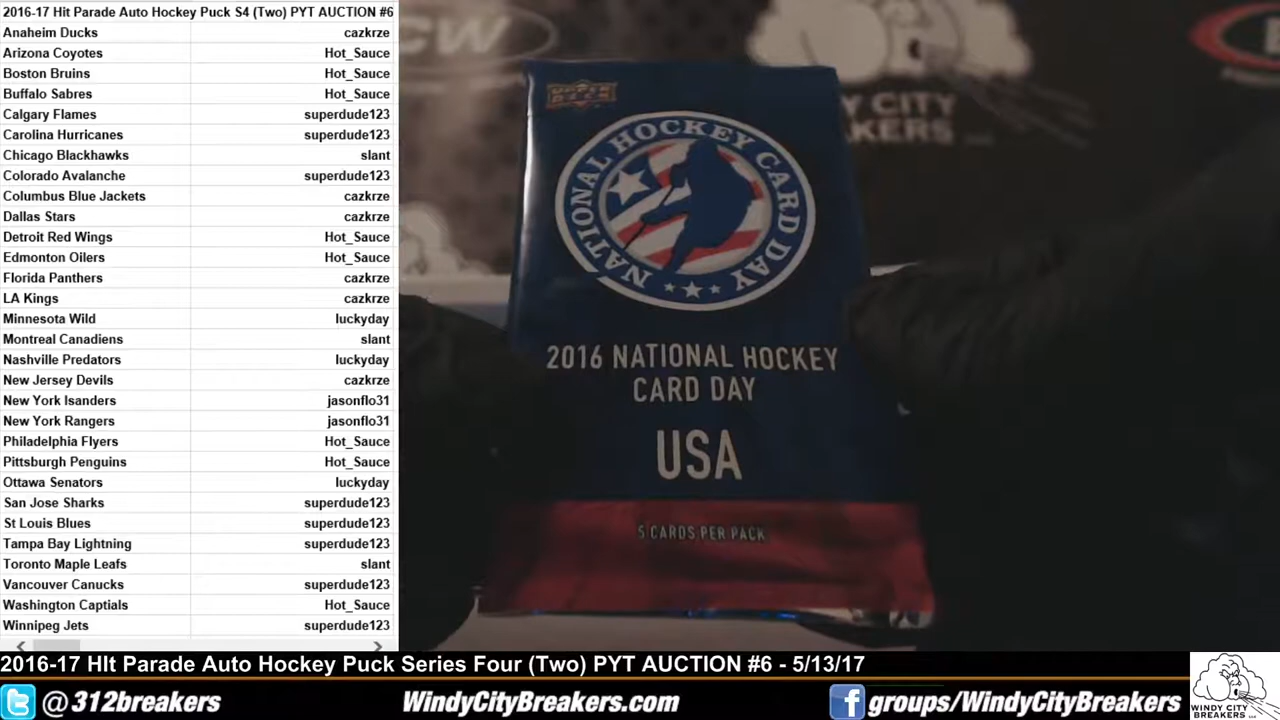 2016-17 Hit Parade Auto Hockey Puck S4 (Two) PYT AUCTION #6
Anaheim Ducks cazkrze
Arizona Coyotes Hot_Sauce
Boston Bruins Hot_Sauce
Buffalo Sabres Hot_Sauce
Calgary Flames superdude123
Carolina Hurricanes superdude123
Chicago Blackhawks slant
Colorado Avalanche superdude123
Columbus Blue Jackets cazkrze
Dallas Stars cazkrze
Detroit Red Wings Hot_Sauce
Edmonton Oilers Hot_Sauce
Florida Panthers cazkrze
LA Kings cazkrze
Minnesota Wild luckyday
Montreal Canadiens slant
Nashville Predators luckyday
New Jersey Devils cazkrze
New York Isanders jasonflo31
New York Rangers jasonflo31
Philadelphia Flyers Hot_Sauce
Pittsburgh Penguins Hot_Sauce
Ottawa Senators luckyday
San Jose Sharks superdude123
St Louis Blues superdude123
Tampa Bay Lightning superdude123
Toronto Maple Leafs slant
Vancouver Canucks superdude123
Washington Captials Hot_Sauce
Winnipeg Jets superdude123
UPPER DECK
NATIONAL HOCKEY CARD DAY
2016 NATIONAL HOCKEY
CARD DAY
USA
5 CARDS PER PACK
CW
Y CITY
KERS
2016-17 HIt Parade Auto Hockey Puck Series Four (Two) PYT AUCTION #6 - 5/13/17
@312breakers WindyCityBreakers.com groups/WindyCityBreakers
WINDY CITY
BREAKERS LLC